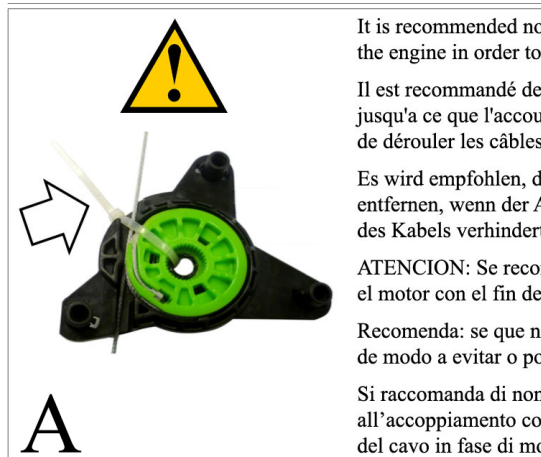 It is recommended no
the engine in order to
Il est recommandé de
jusqu'a ce que l'accou
de dérouler les câbles
Es wird empfohlen, d
entfernen, wenn der A
des Kabels verhindert
ATENCION: Se reco
el motor con el fin de
Recomenda: se que n
de modo a evitar o po
Si raccomanda di non
all’accoppiamento co
del cavo in fase di mo
A